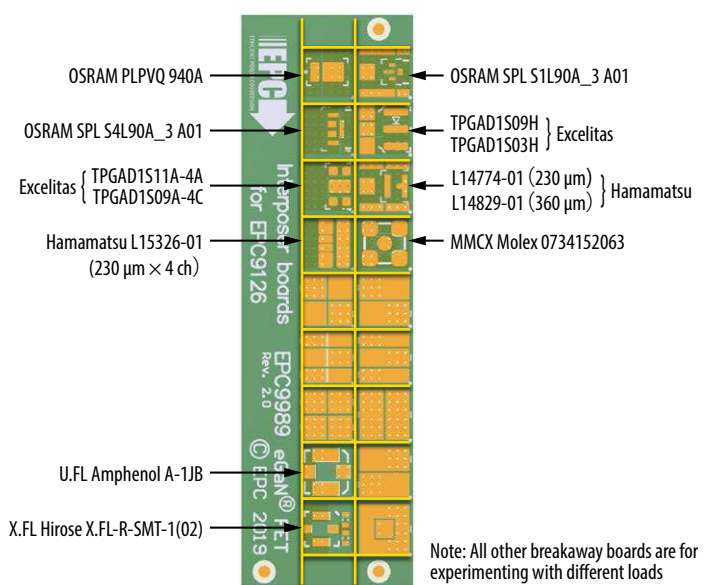 OSRAM PLPVQ 940A
OSRAM SPL S4L90A_3 A01
Excelitas { TPGAD1S11A-4A
TPGAD1S09A-4C
Hamamatsu L15326-01
(230 μm × 4 ch)
U.FL Amphenol A-1JB
X.FL Hirose X.FL-R-SMT-1(02)
EPC
EFFICIENT POWER CONVERSION
Interposer boards
for EPC9126
EPC9989 eGaN® FET
Rev. 2.0 © EPC 2019
OSRAM SPL S1L90A_3 A01
TPGAD1S09H
TPGAD1S03H } Excelitas
L14774-01 (230 μm)
L14829-01 (360 μm) } Hamamatsu
MMCX Molex 0734152063
Note: All other breakaway boards are for
experimenting with different loads